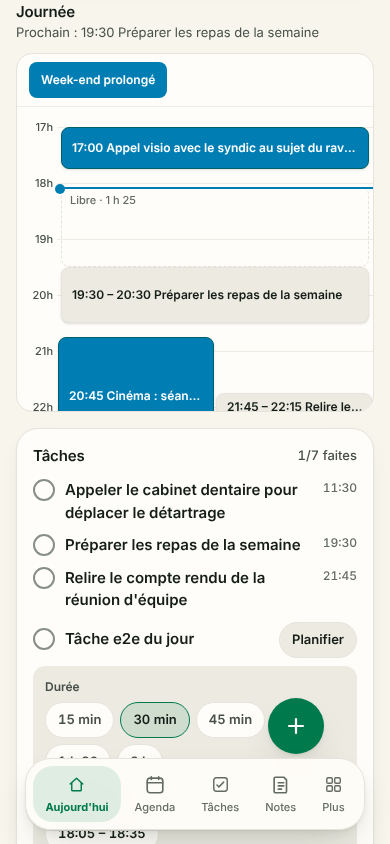 Journée
Prochain : 19:30 Préparer les repas de la semaine
Week-end prolongé
17h
17:00 Appel visio avec le syndic au sujet du rav…
18h
Libre · 1 h 25
19h
19:30 – 20:30 Préparer les repas de la semaine
20h
21h
20:45 Cinéma : séan…
21:45 – 22:15 Relire le…
22h
Tâches 1/7 faites
Appeler le cabinet dentaire pour 11:30
déplacer le détartrage
Préparer les repas de la semaine 19:30
Relire le compte rendu de la 21:45
réunion d'équipe
Tâche e2e du jour Planifier
Durée
15 min 30 min 45 min
Aujourd'hui Agenda Tâches Notes Plus
18:05 – 18:35